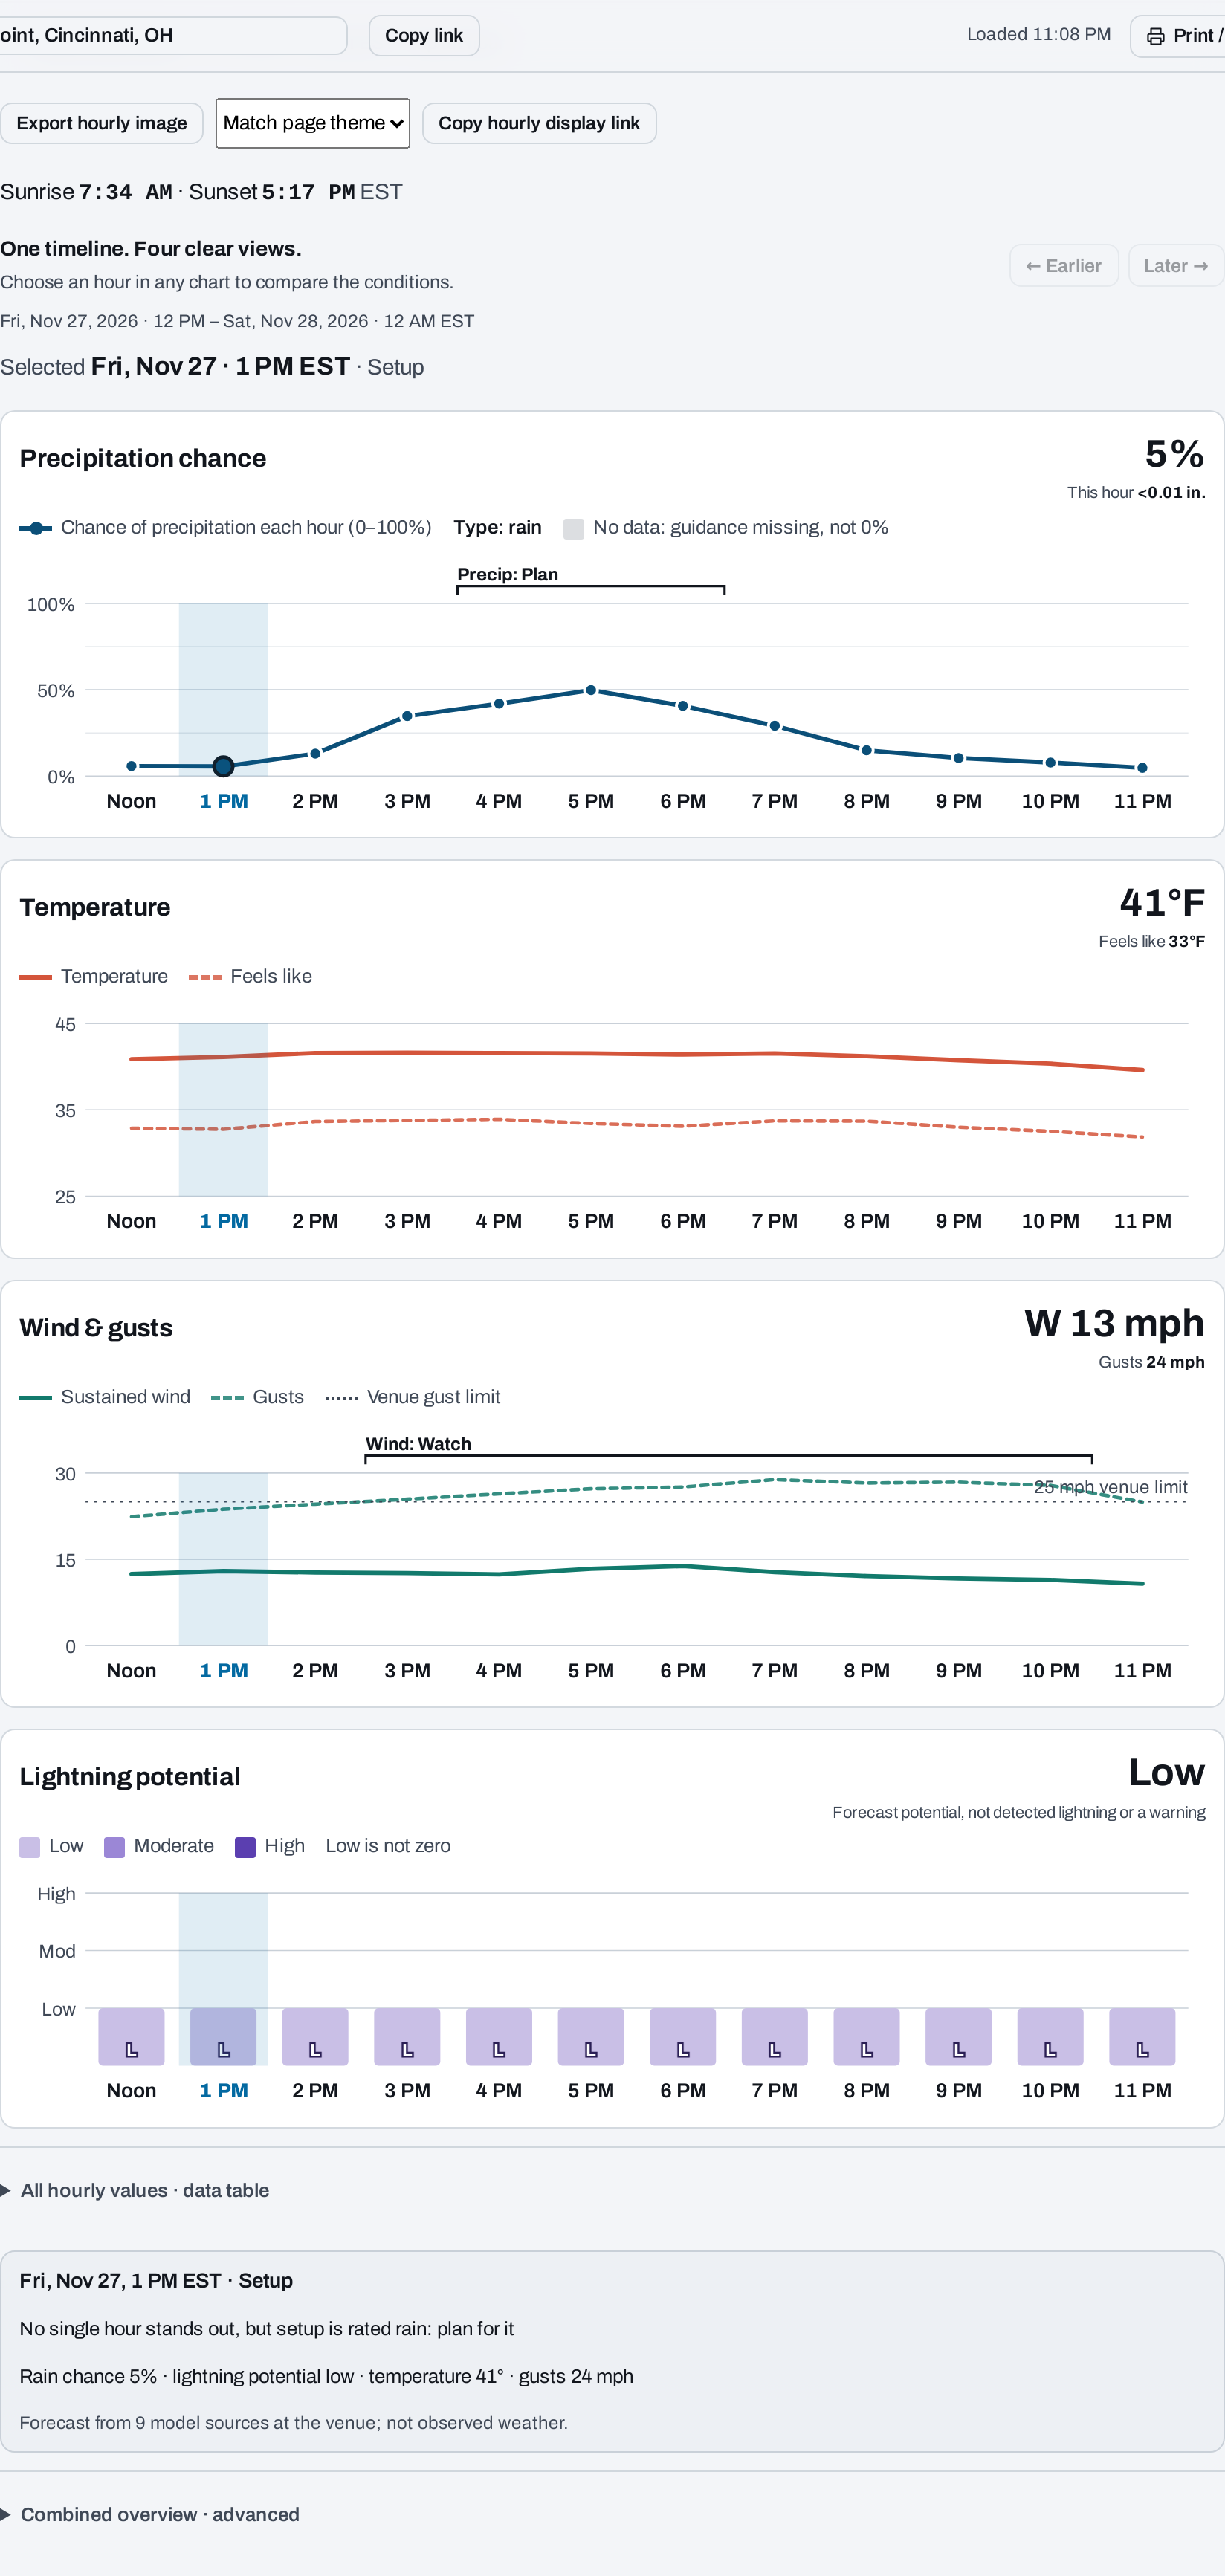 oint, Cincinnati, OH Copy link Loaded 11:08 PM Print /
Export hourly image Match page theme Copy hourly display link
Sunrise 7:34 AM · Sunset 5:17 PM EST
One timeline. Four clear views.
← Earlier Later →
Choose an hour in any chart to compare the conditions.
Fri, Nov 27, 2026 · 12 PM – Sat, Nov 28, 2026 · 12 AM EST
Selected Fri, Nov 27 · 1 PM EST · Setup
Precipitation chance 5%
This hour <0.01 in.
Chance of precipitation each hour (0–100%) Type: rain No data: guidance missing, not 0%
Precip: Plan
100%
50%
0%
Noon 1 PM 2 PM 3 PM 4 PM 5 PM 6 PM 7 PM 8 PM 9 PM 10 PM 11 PM
Temperature 41°F
Feels like 33°F
Temperature Feels like
45
35
25
Noon 1 PM 2 PM 3 PM 4 PM 5 PM 6 PM 7 PM 8 PM 9 PM 10 PM 11 PM
Wind & gusts W 13 mph
Gusts 24 mph
Sustained wind Gusts Venue gust limit
Wind: Watch
30
25 mph venue limit
15
0
Noon 1 PM 2 PM 3 PM 4 PM 5 PM 6 PM 7 PM 8 PM 9 PM 10 PM 11 PM
Lightning potential Low
Forecast potential, not detected lightning or a warning
Low Moderate High Low is not zero
High
Mod
Low
L L L L L L L L L L L L
Noon 1 PM 2 PM 3 PM 4 PM 5 PM 6 PM 7 PM 8 PM 9 PM 10 PM 11 PM
All hourly values · data table
Fri, Nov 27, 1 PM EST · Setup
No single hour stands out, but setup is rated rain: plan for it
Rain chance 5% · lightning potential low · temperature 41° · gusts 24 mph
Forecast from 9 model sources at the venue; not observed weather.
Combined overview · advanced